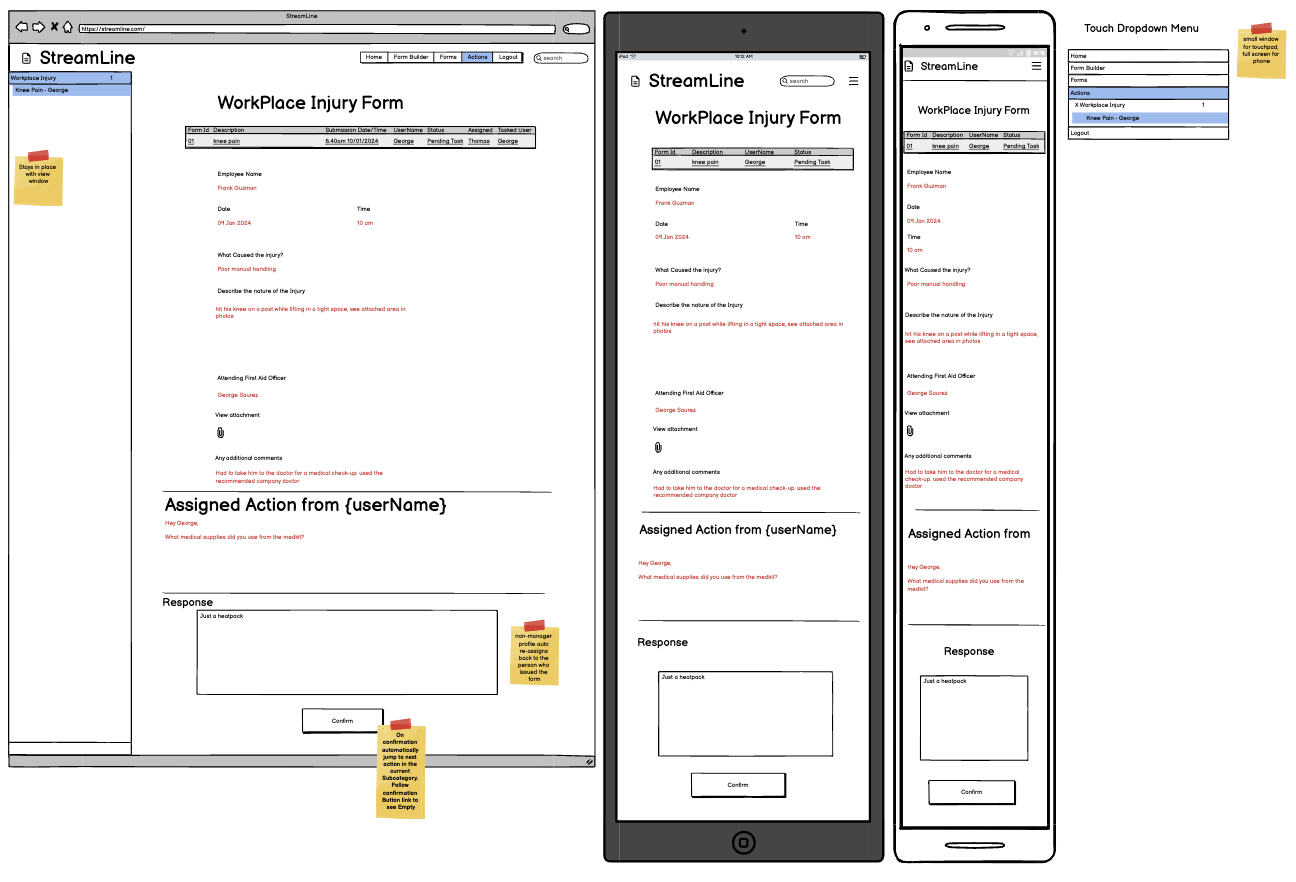 StreamLine
https://streamline.com/
StreamLine
Home Form Builder Forms Actions Logout
search
Workplace Injury 1
Knee Pain - George
Stays in place
with view
window
WorkPlace Injury Form
Form Id Description Submission Date/Time UserName Status Assigned Tasked User
01 knee pain 6.40am 10/01/2024 George Pending Task Thomas George
Employee Name
Frank Guzman
Date Time
09 Jan 2024 10 am
What Caused the injury?
Poor manual handling
Describe the nature of the Injury
hit his knee on a post while lifting in a tight space, see attached area in
photos
Attending First Aid Officer
George Saurez
View attachment
Any additional comments
Had to take him to the doctor for a medical check-up. used the
recommended company doctor
Assigned Action from {userName}
Hey George,
What medical supplies did you use from the medkit?
Response
Just a heatpack
non-manager
profile auto
re-assigns
back to the
person who
issued the
form
Confirm
On
confirmation
automatically
jump to next
action in the
current
Subcategory.
Follow
confirmation
Button link to
see Empty
iPad 10:12 AM
StreamLine
search
WorkPlace Injury Form
Form Id Description UserName Status
01 knee pain George Pending Task
Employee Name
Frank Guzman
Date Time
09 Jan 2024 10 am
What Caused the injury?
Poor manual handling
Describe the nature of the Injury
hit his knee on a post while lifting in a tight space, see attached area in
photos
Attending First Aid Officer
George Saurez
View attachment
Any additional comments
Had to take him to the doctor for a medical check-up. used the
recommended company doctor
Assigned Action from {userName}
Hey George,
What medical supplies did you use from the medkit?
Response
Just a heatpack
Confirm
StreamLine
WorkPlace Injury Form
Form Id Description UserName Status
01 knee pain George Pending Task
Employee Name
Frank Guzman
Date
09 Jan 2024
Time
10 am
What Caused the injury?
Poor manual handling
Describe the nature of the Injury
hit his knee on a post while lifting in a tight space,
see attached area in photos
Attending First Aid Officer
George Saurez
View attachment
Any additional comments
Had to take him to the doctor for a medical
check-up. used the recommended company
doctor
Assigned Action from
Hey George,
What medical supplies did you use from the
medkit?
Response
Just a heatpack
Confirm
Touch Dropdown Menu
Home
Form Builder
Forms
Actions
X Workplace Injury 1
Knee Pain - George
Logout
small window
for touchpad,
full screen for
phone